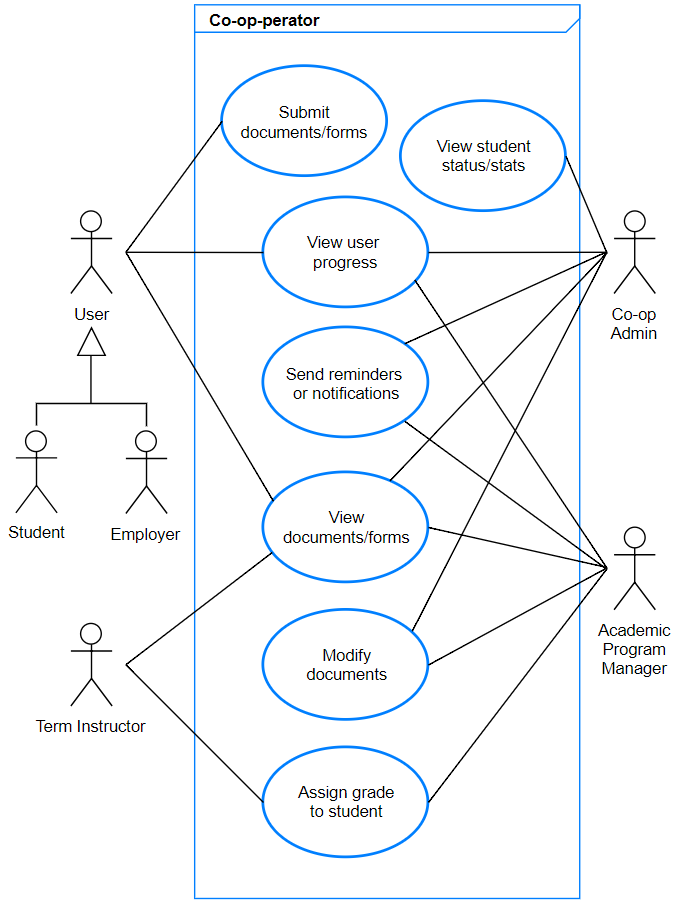 Co-op-perator
Submit
documents/forms
View student
status/stats
View user
progress
User
Co-op
Admin
Send reminders
or notifications
Student
Employer
View
documents/forms
Academic
Program
Manager
Modify
documents
Term Instructor
Assign grade
to student